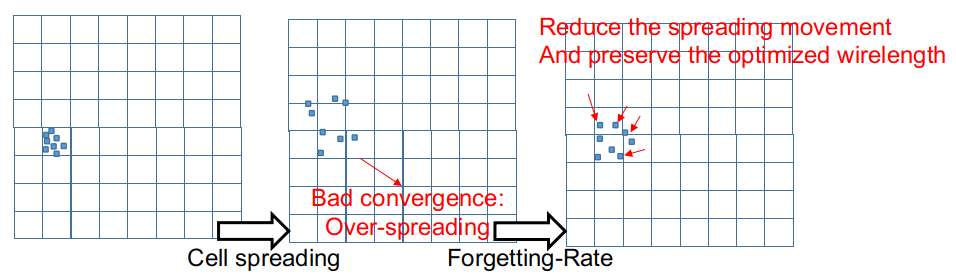 Reduce the spreading movement
And preserve the optimized wirelength
Bad convergence:
Over-spreading
Cell spreading
Forgetting-Rate